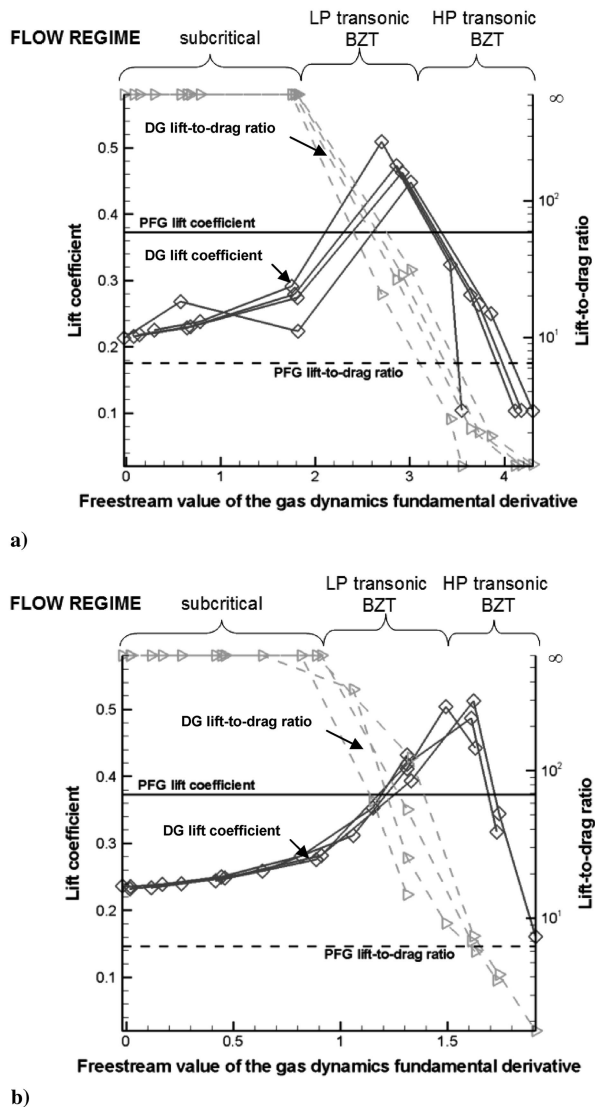 FLOW REGIME subcritical LP transonic BZT HP transonic BZT
0.5
0.4
0.3
0.2
0.1
Lift coefficient
DG lift-to-drag ratio
PFG lift coefficient
DG lift coefficient
PFG lift-to-drag ratio
∞
10²
10¹
Lift-to-drag ratio
0 1 2 3 4
Freestream value of the gas dynamics fundamental derivative
a)
FLOW REGIME subcritical LP transonic BZT HP transonic BZT
0.5
0.4
0.3
0.2
0.1
Lift coefficient
DG lift-to-drag ratio
PFG lift coefficient
DG lift coefficient
PFG lift-to-drag ratio
∞
10²
10¹
Lift-to-drag ratio
0 0.5 1 1.5
Freestream value of the gas dynamics fundamental derivative
b)